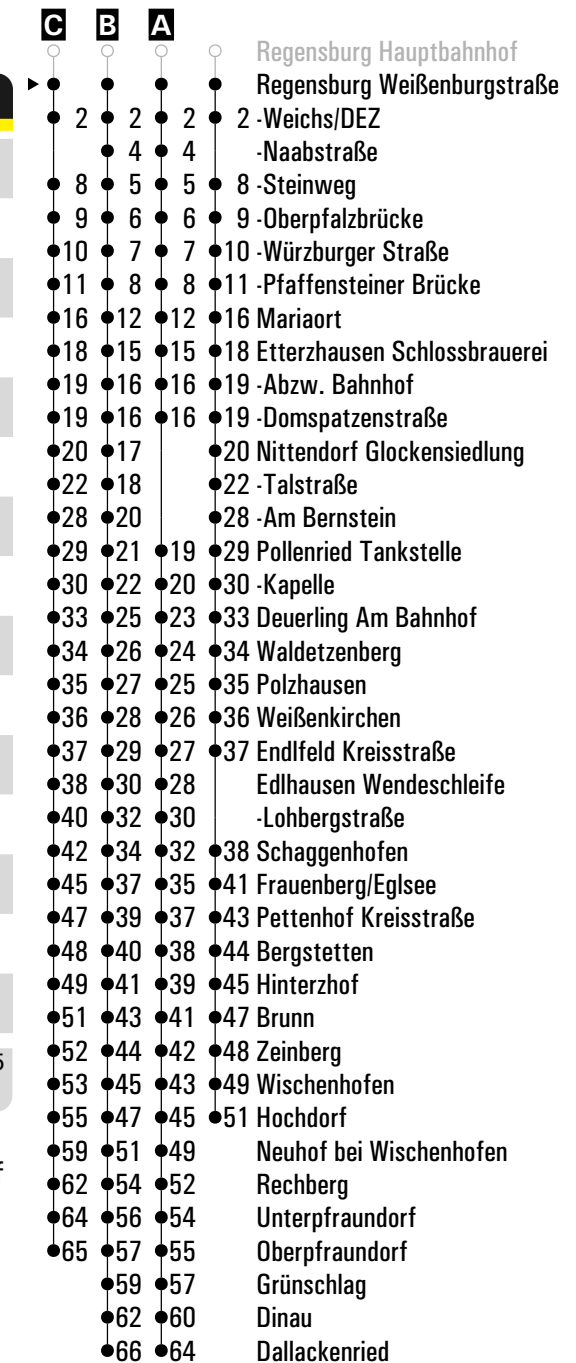 C B A
Regensburg Hauptbahnhof
Regensburg Weißenburgstraße
2 2 2 2 -Weichs/DEZ
4 4 -Naabstraße
8 5 5 8 -Steinweg
9 6 6 9 -Oberpfalzbrücke
10 7 7 10 -Würzburger Straße
11 8 8 11 -Pfaffensteiner Brücke
16 12 12 16 Mariaort
18 15 15 18 Etterzhausen Schlossbrauerei
19 16 16 19 -Abzw. Bahnhof
19 16 16 19 -Domspatzenstraße
20 17 20 Nittendorf Glockensiedlung
22 18 22 -Talstraße
28 20 28 -Am Bernstein
29 21 19 29 Pollenried Tankstelle
30 22 20 30 -Kapelle
33 25 23 33 Deuerling Am Bahnhof
34 26 24 34 Waldetzenberg
35 27 25 35 Polzhausen
36 28 26 36 Weißenkirchen
37 29 27 37 Endlfeld Kreisstraße
38 30 28 Edlhausen Wendeschleife
40 32 30 -Lohbergstraße
42 34 32 38 Schaggenhofen
45 37 35 41 Frauenberg/Eglsee
47 39 37 43 Pettenhof Kreisstraße
48 40 38 44 Bergstetten
49 41 39 45 Hinterzhof
51 43 41 47 Brunn
52 44 42 48 Zeinberg
53 45 43 49 Wischenhofen
55 47 45 51 Hochdorf
59 51 49 Neuhof bei Wischenhofen
62 54 52 Rechberg
64 56 54 Unterpfraundorf
65 57 55 Oberpfraundorf
59 57 Grünschlag
62 60 Dinau
66 64 Dallackenried